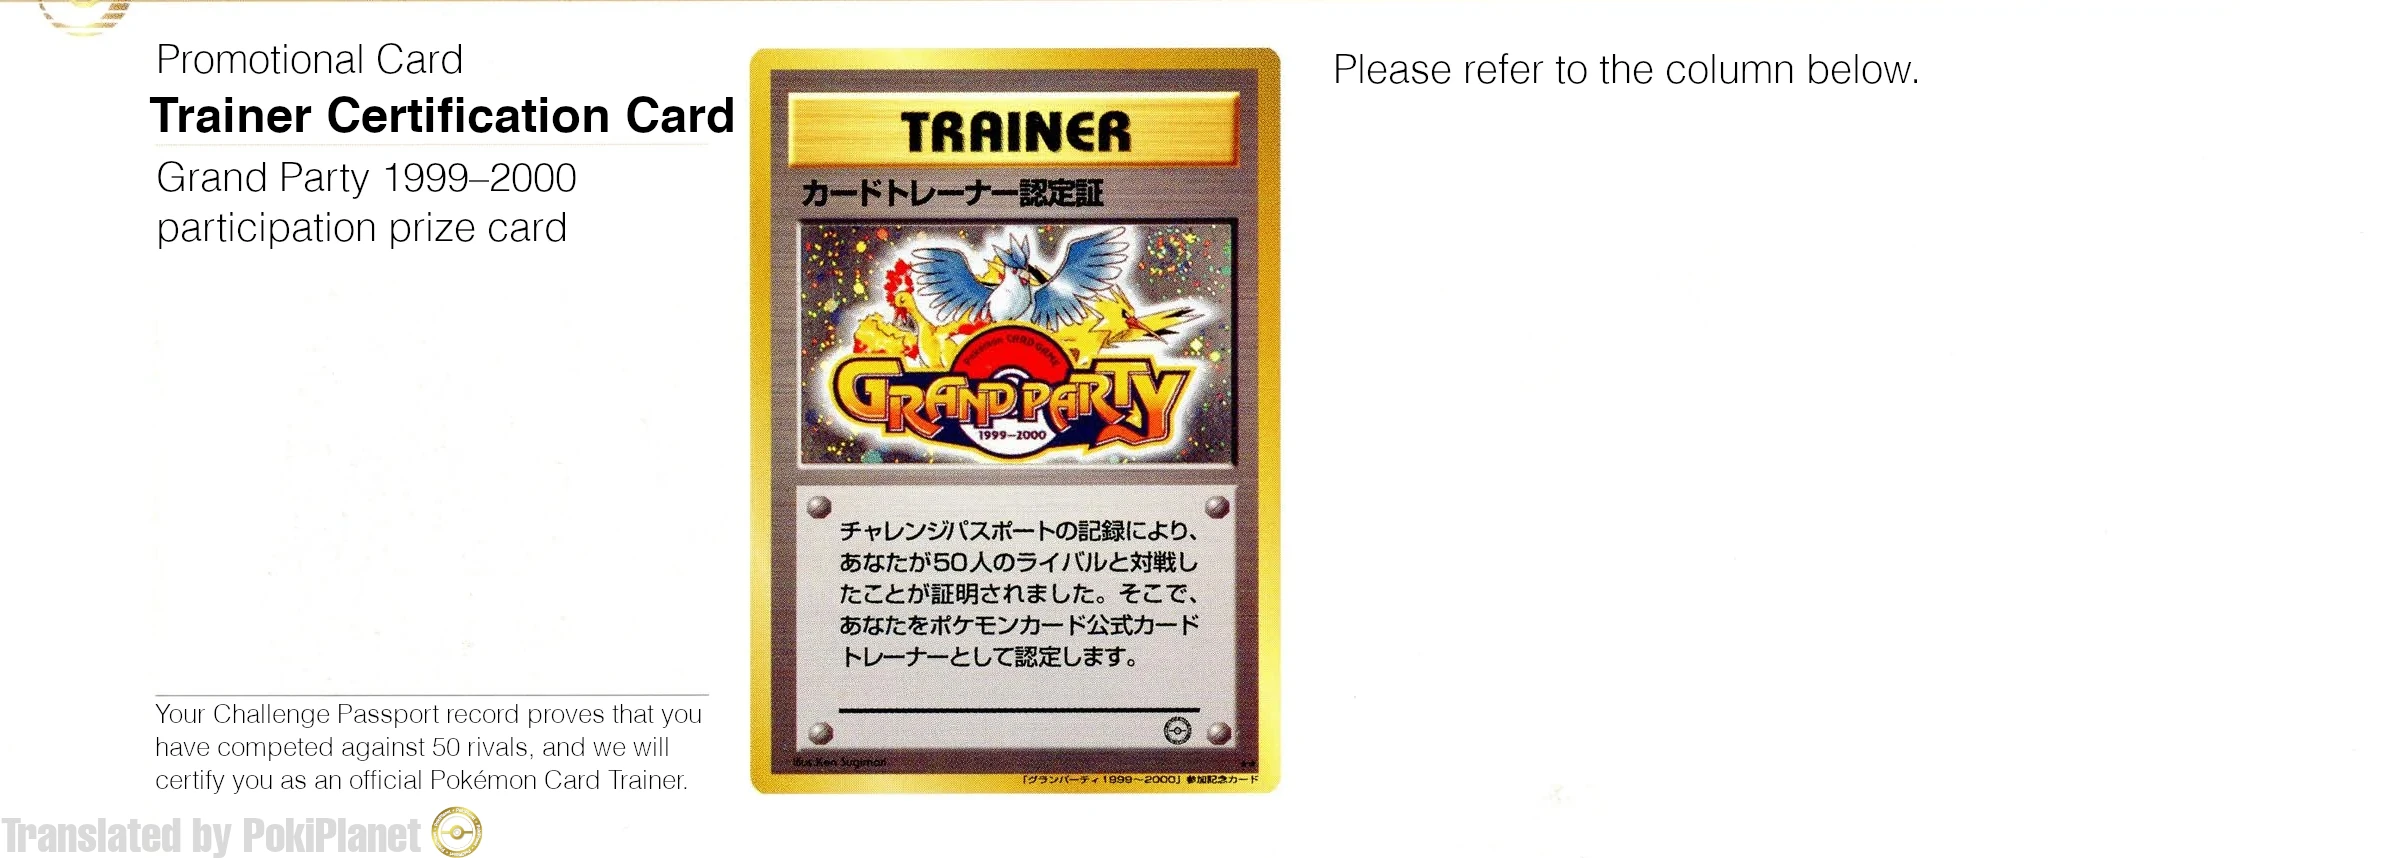 Promotional Card
Trainer Certification Card
Grand Party 1999–2000
participation prize card
Your Challenge Passport record proves that you
have competed against 50 rivals, and we will
certify you as an official Pokémon Card Trainer.
TRAINER
カードトレーナー認定証
Pokémon CARD GAME
GRAND PARTY
1999–2000
チャレンジパスポートの記録により、
あなたが50人のライバルと対戦し
たことが証明されました。そこで、
あなたをポケモンカード公式カード
トレーナーとして認定します。
Illus. Ken Sugimori
「グランパーティ1999〜2000」参加記念カード
Please refer to the column below.
Translated by PokiPlanet